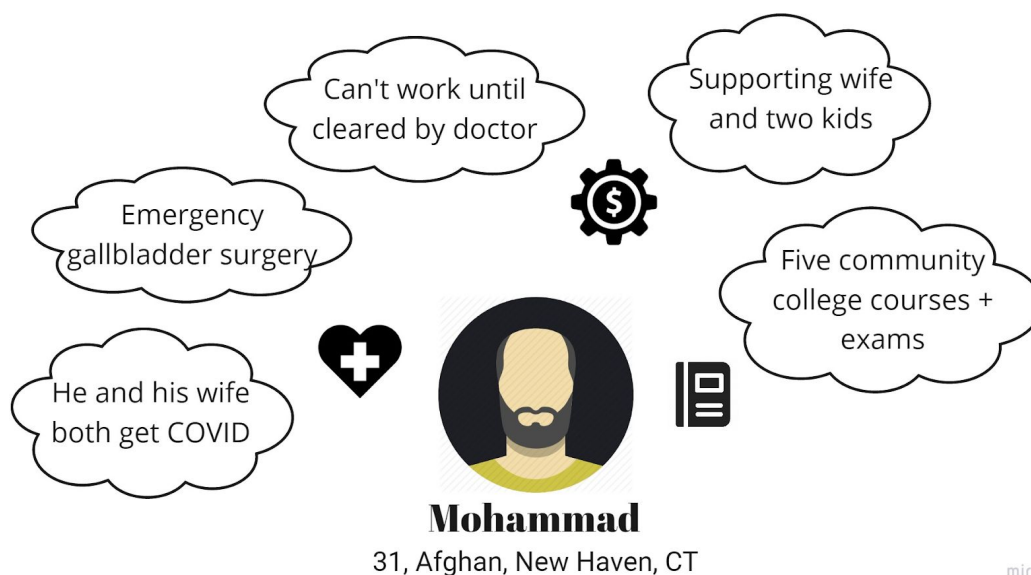 Can't work until
cleared by doctor
Supporting wife
and two kids
Emergency
gallbladder surgery
$
Five community
college courses +
exams
He and his wife
both get COVID
Mohammad
31, Afghan, New Haven, CT